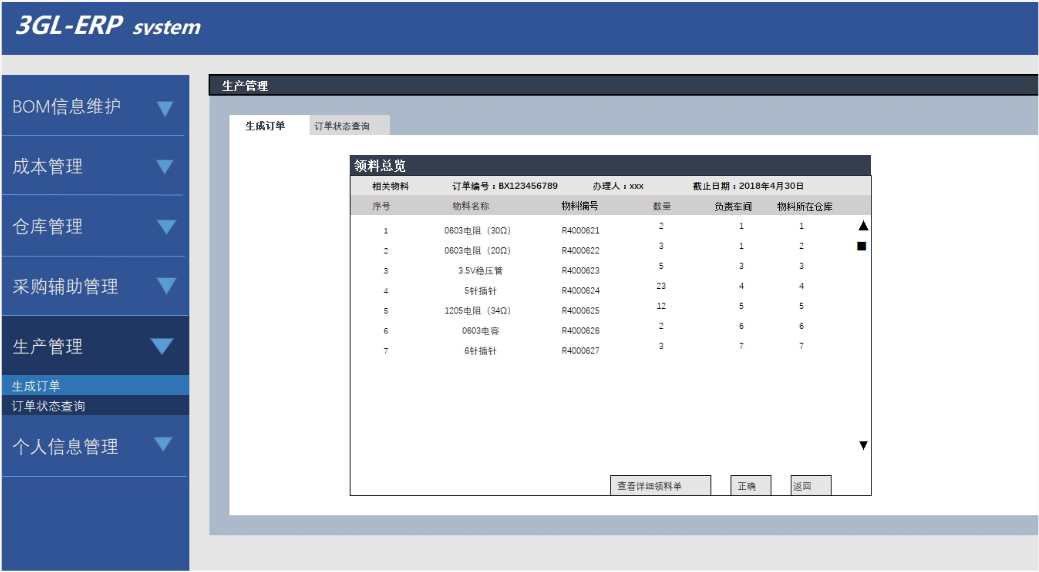 3GL-ERP system
BOM信息维护
成本管理
仓库管理
采购辅助管理
生产管理
生成订单
订单状态查询
个人信息管理
生产管理
生成订单 订单状态查询
领料总览
相关物料 订单编号：BX123456789 办理人：xxx 截止日期：2018年4月30日
序号 物料名称 物料编号 数量 负责车间 物料所在仓库
1 0603电阻（30Ω） R4000621 2 1 1
2 0603电阻（20Ω） R4000622 3 1 2
3 3.5V稳压管 R4000623 5 3 3
4 5针插针 R4000624 23 4 4
5 1205电阻（34Ω） R4000625 12 5 5
6 0603电容 R4000626 2 6 6
7 6针插针 R4000627 3 7 7
查看详细领料单 正确 返回